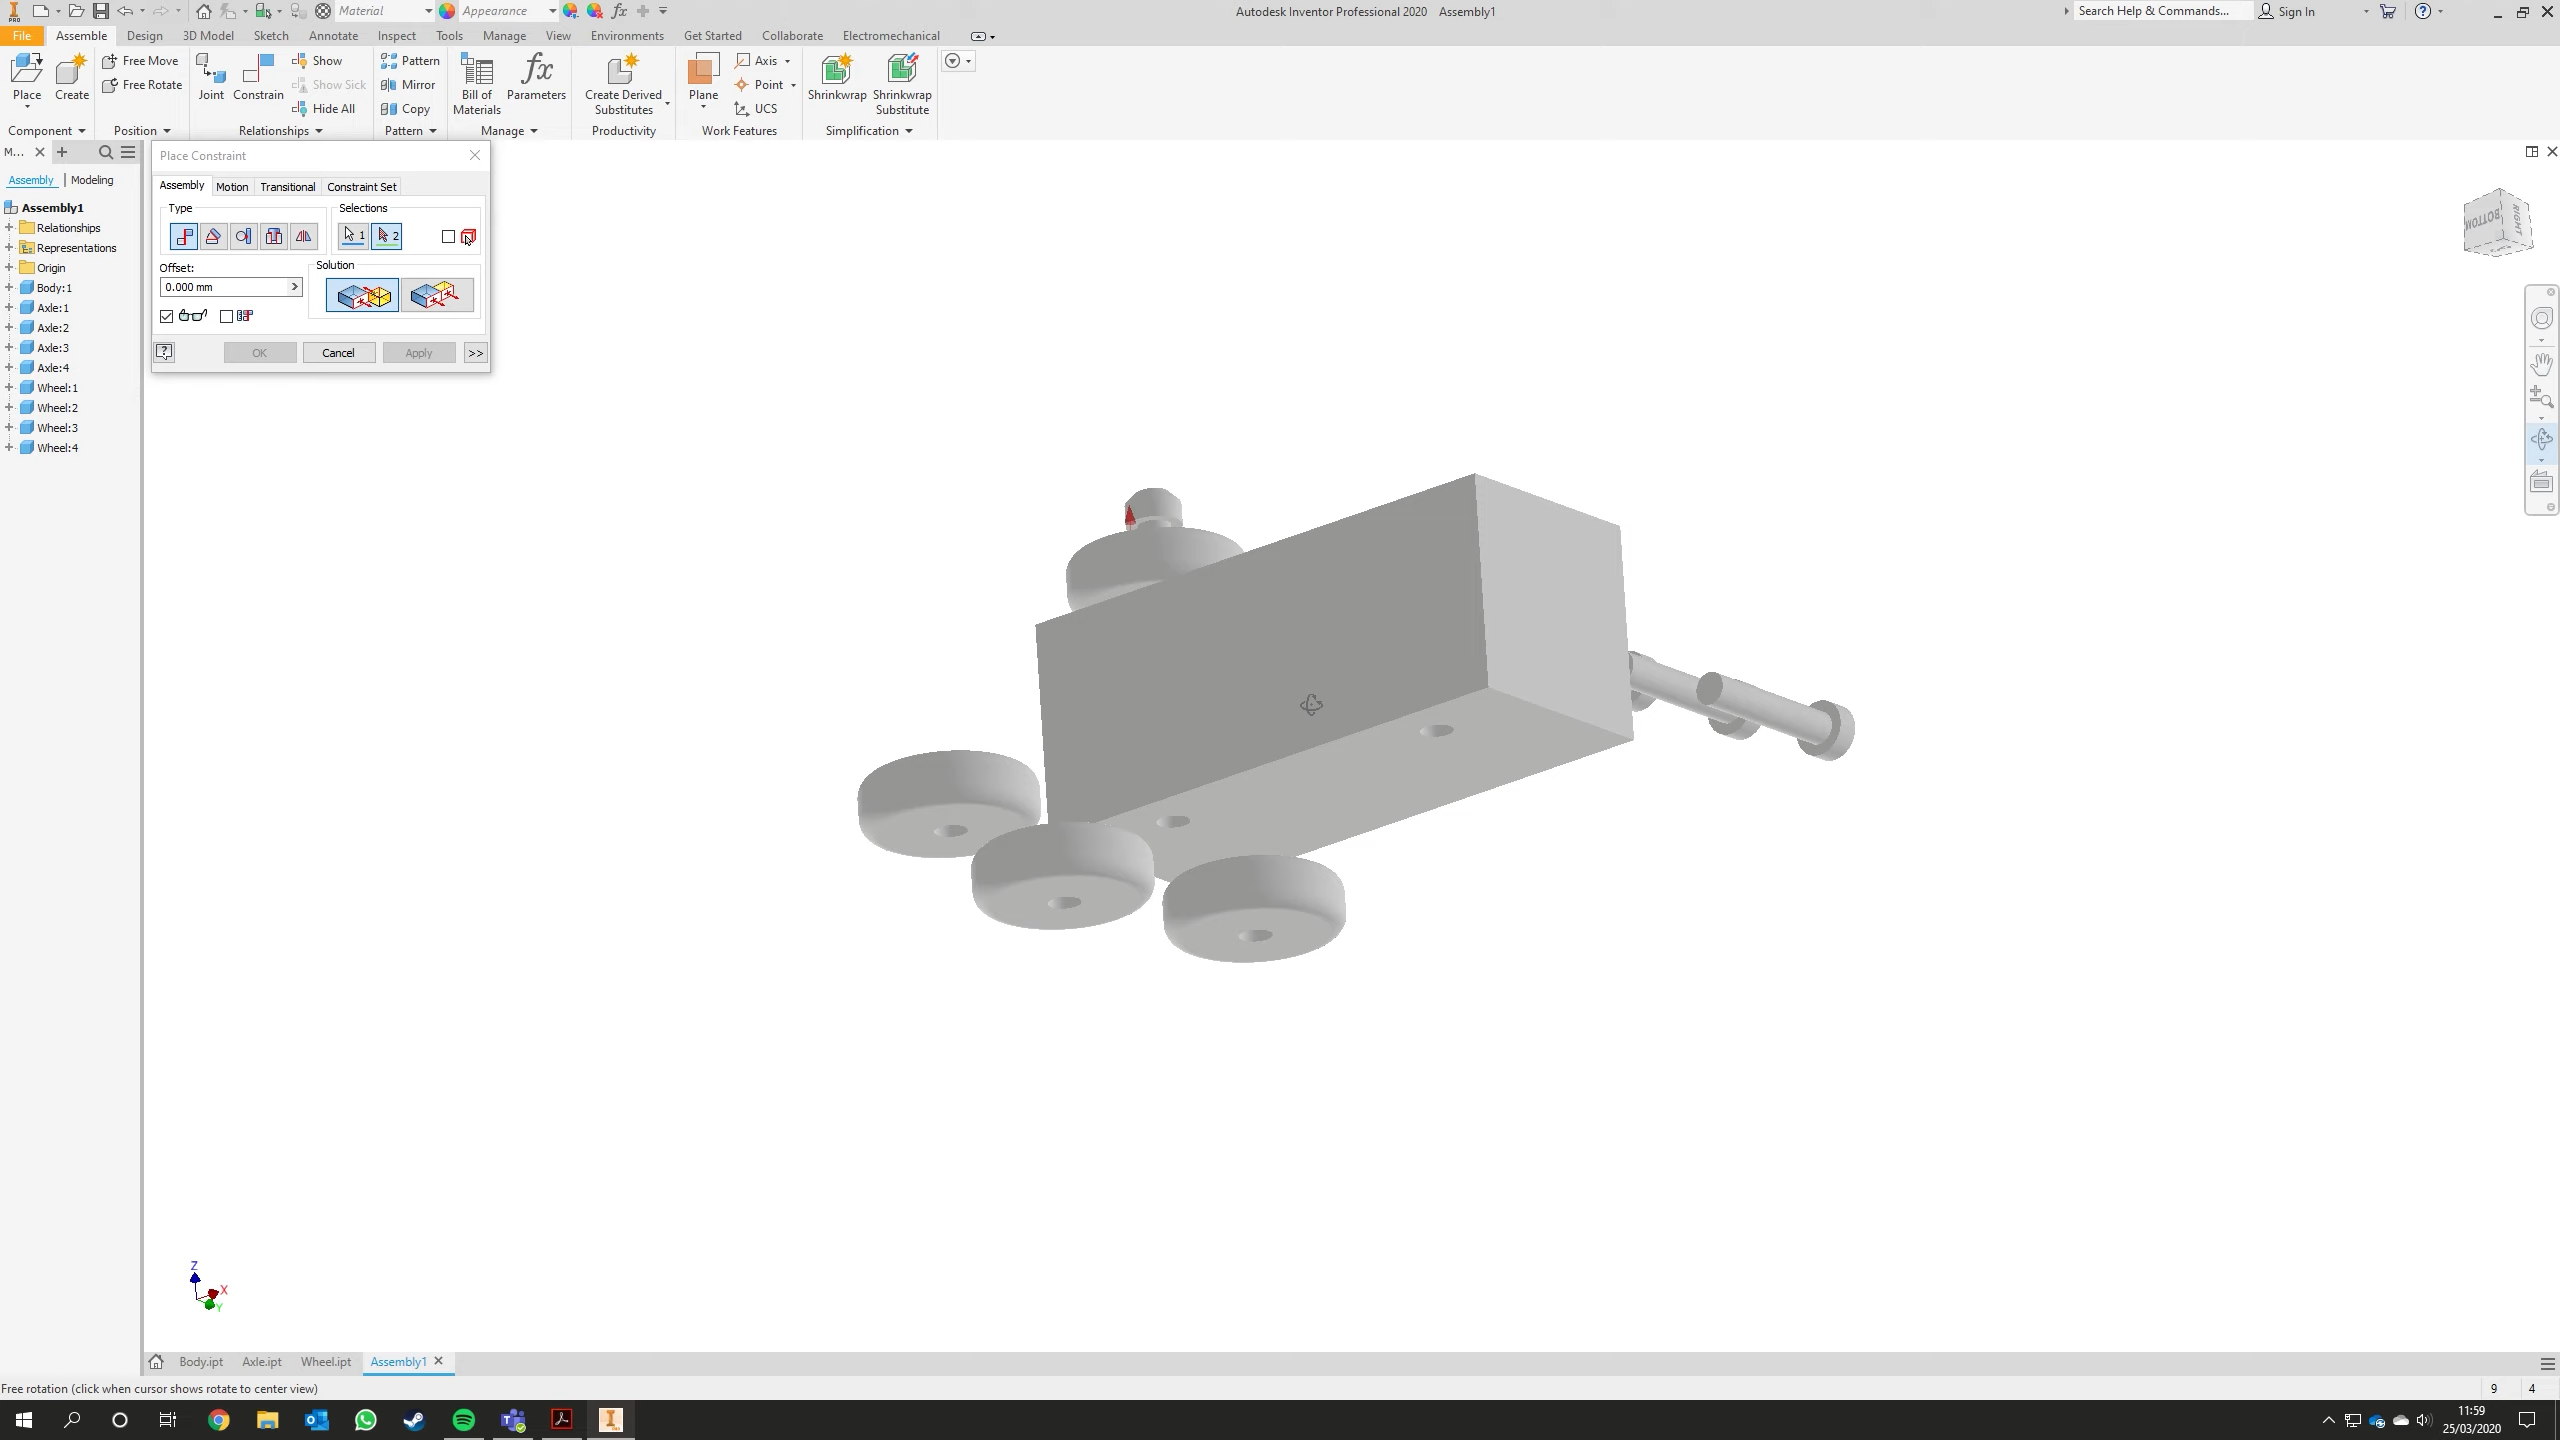 Material
Appearance
Autodesk Inventor Professional 2020 Assembly1
Search Help & Commands...
Sign In
File Assemble Design 3D Model Sketch Annotate Inspect Tools Manage View Environments Get Started Collaborate Electromechanical
Place
Create
Free Move
Free Rotate
Joint
Constrain
Show
Show Sick
Hide All
Pattern
Mirror
Copy
Bill of
Materials
Parameters
Create Derived
Substitutes
Plane
Axis
Point
UCS
Shrinkwrap
Shrinkwrap
Substitute
Component Position Relationships Pattern Manage Productivity Work Features Simplification
M...
Assembly | Modeling
Assembly1
Relationships
Representations
Origin
Body:1
Axle:1
Axle:2
Axle:3
Axle:4
Wheel:1
Wheel:2
Wheel:3
Wheel:4
Place Constraint
Assembly Motion Transitional Constraint Set
Type
Selections
1
2
Offset:
0.000 mm
Solution
OK Cancel Apply >>
BOTTOM
RIGHT
Z
X
Y
Body.ipt Axle.ipt Wheel.ipt Assembly1
Free rotation (click when cursor shows rotate to center view)
9 4
11:59
25/03/2020